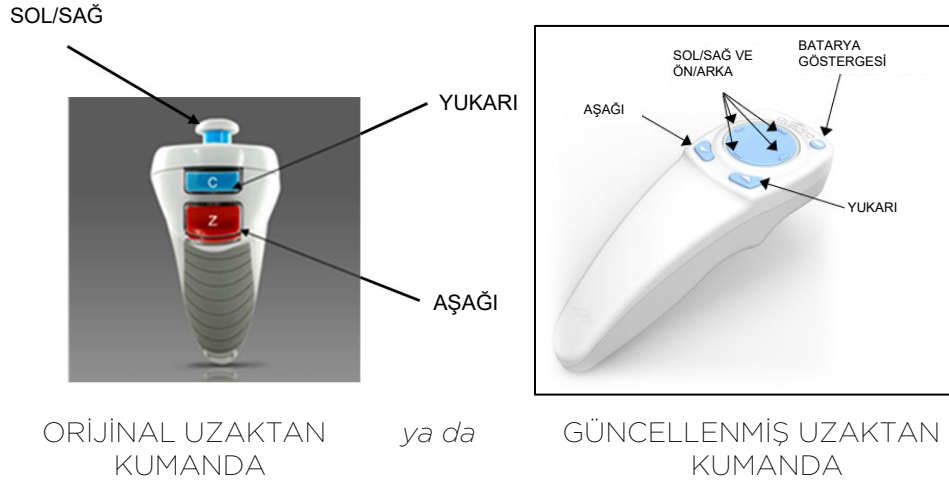 SOL/SAĞ
YUKARI
C
Z
AŞAĞI
SOL/SAĞ VE
ÖN/ARKA
BATARYA
GÖSTERGESİ
AŞAĞI
YUKARI
ORİJİNAL UZAKTAN
KUMANDA
ya da
GÜNCELLENMİŞ UZAKTAN
KUMANDA